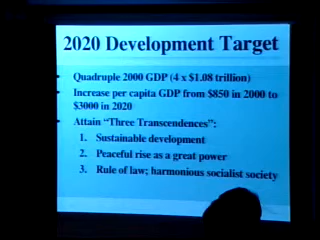 2020 Development Target
• Quadruple 2000 GDP (4 x $1.08 trillion)
• Increase per capita GDP from $850 in 2000 to
$3000 in 2020
• Attain “Three Transcendences”:
1. Sustainable development
2. Peaceful rise as a great power
3. Rule of law; harmonious socialist society